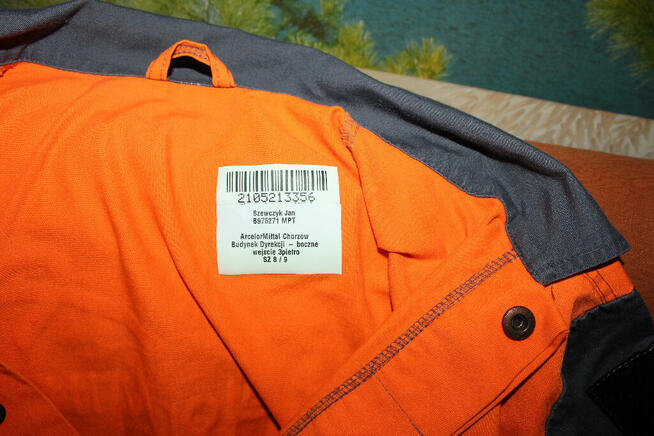 2105213356
Szewczyk Jan
B975271 MPT
ArcelorMittal Chorzow
Budynek Dyrekcji - boczne
wejscie 3pietro
SZ 8 / 9